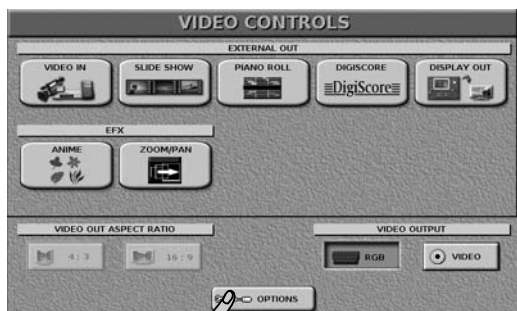 VIDEO CONTROLS
EXTERNAL OUT
VIDEO IN
SLIDE SHOW
PIANO ROLL
DIGISCORE
DISPLAY OUT
≡DigiScore≡
EFX
ANIME
ZOOM/PAN
VIDEO OUT ASPECT RATIO
VIDEO OUTPUT
4:3
16:9
RGB
VIDEO
OPTIONS